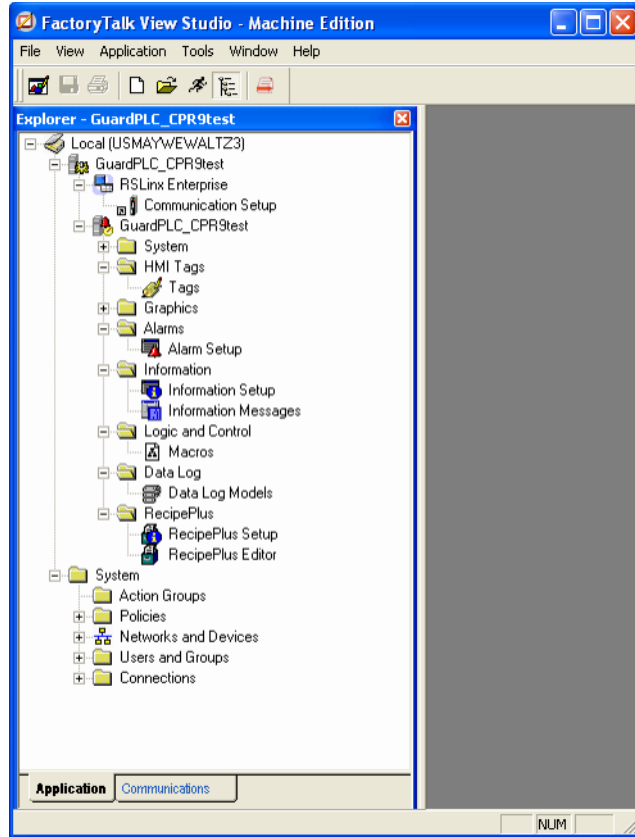 FactoryTalk View Studio - Machine Edition
File View Application Tools Window Help
Explorer - GuardPLC_CPR9test
Local (USMAYWEWALTZ3)
GuardPLC_CPR9test
RSLinx Enterprise
Communication Setup
GuardPLC_CPR9test
System
HMI Tags
Tags
Graphics
Alarms
Alarm Setup
Information
Information Setup
Information Messages
Logic and Control
Macros
Data Log
Data Log Models
RecipePlus
RecipePlus Setup
RecipePlus Editor
System
Action Groups
Policies
Networks and Devices
Users and Groups
Connections
Application Communications
NUM